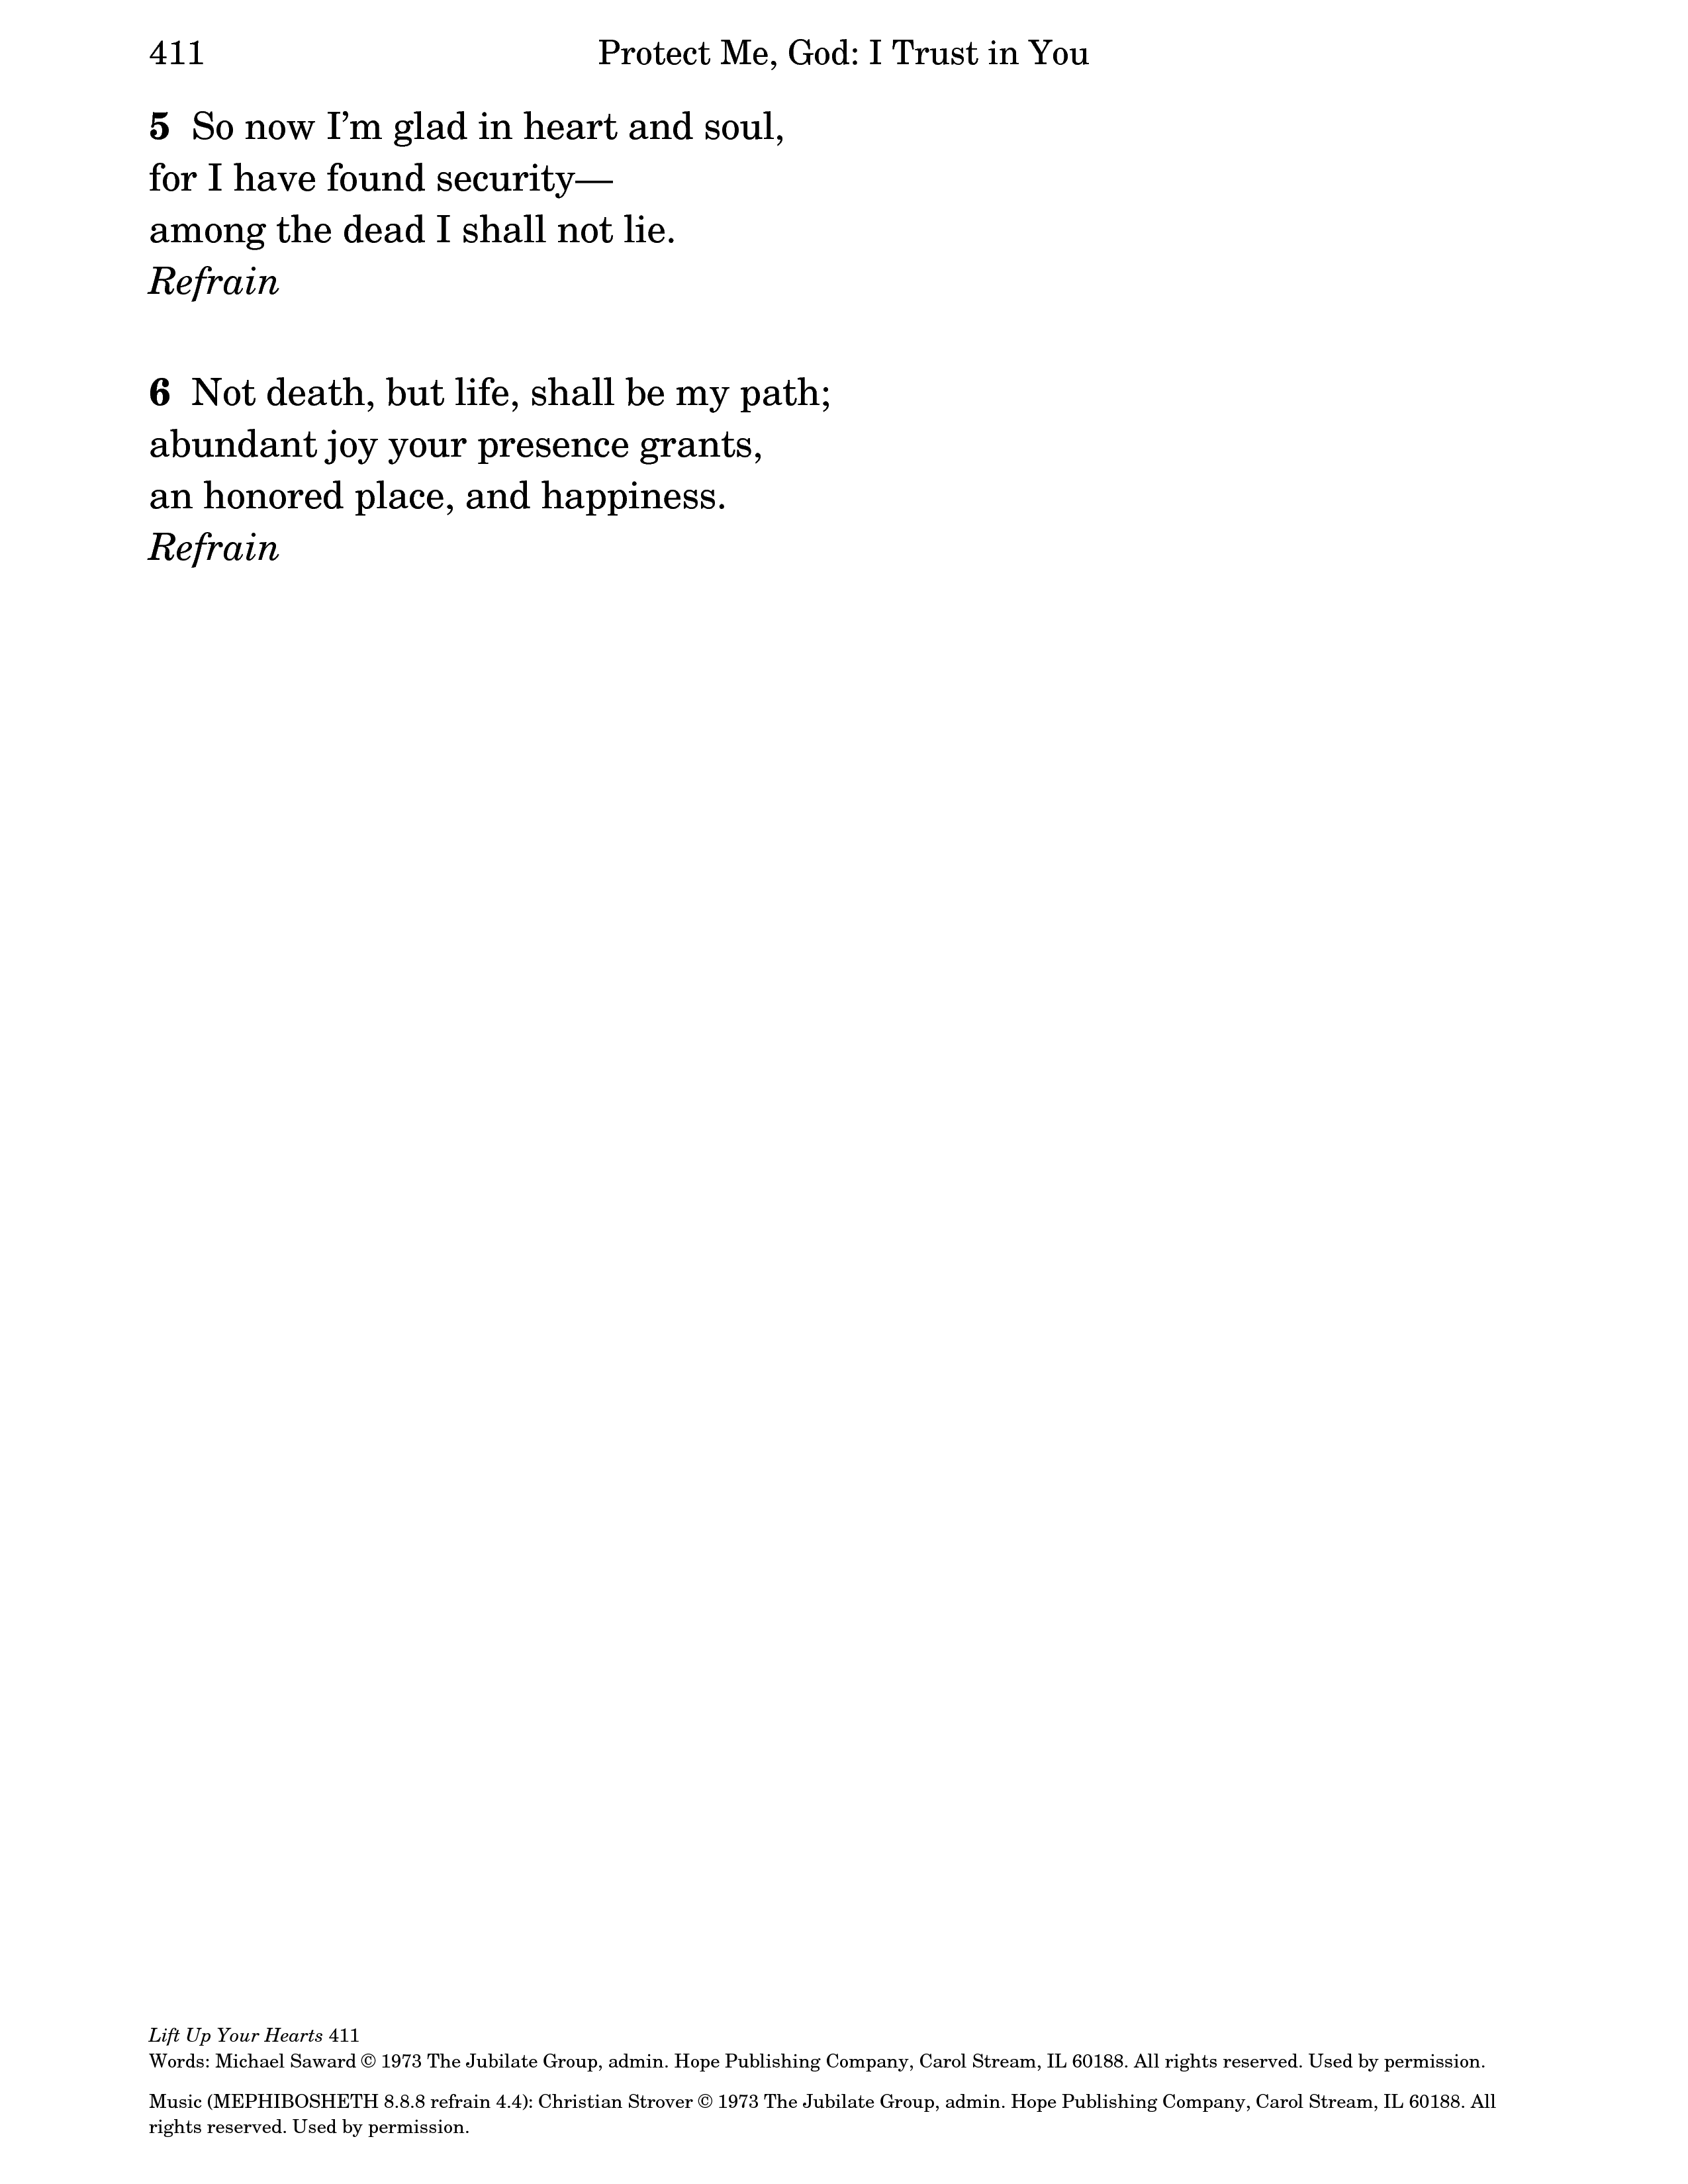 411 Protect Me, God: I Trust in You
5 So now I’m glad in heart and soul,
for I have found security—
among the dead I shall not lie.
Refrain
6 Not death, but life, shall be my path;
abundant joy your presence grants,
an honored place, and happiness.
Refrain
Lift Up Your Hearts 411
Words: Michael Saward © 1973 The Jubilate Group, admin. Hope Publishing Company, Carol Stream, IL 60188. All rights reserved. Used by permission.
Music (MEPHIBOSHETH 8.8.8 refrain 4.4): Christian Strover © 1973 The Jubilate Group, admin. Hope Publishing Company, Carol Stream, IL 60188. All
rights reserved. Used by permission.